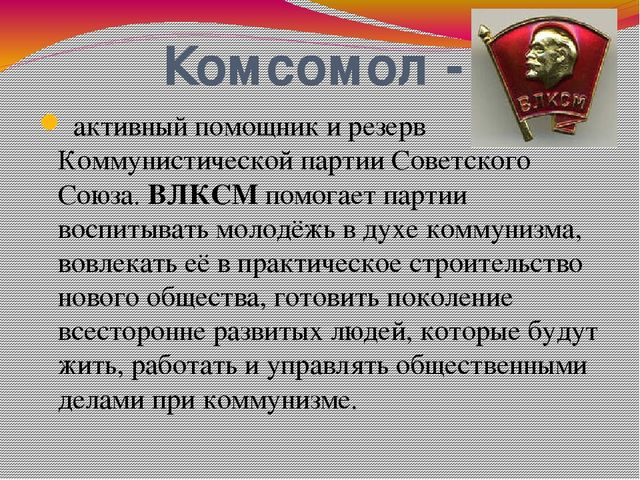 Комсомол -
ВЛКСМ
активный помощник и резерв
Коммунистической партии Советского
Союза. ВЛКСМ помогает партии
воспитывать молодёжь в духе коммунизма,
вовлекать её в практическое строительство
нового общества, готовить поколение
всесторонне развитых людей, которые будут
жить, работать и управлять общественными
делами при коммунизме.